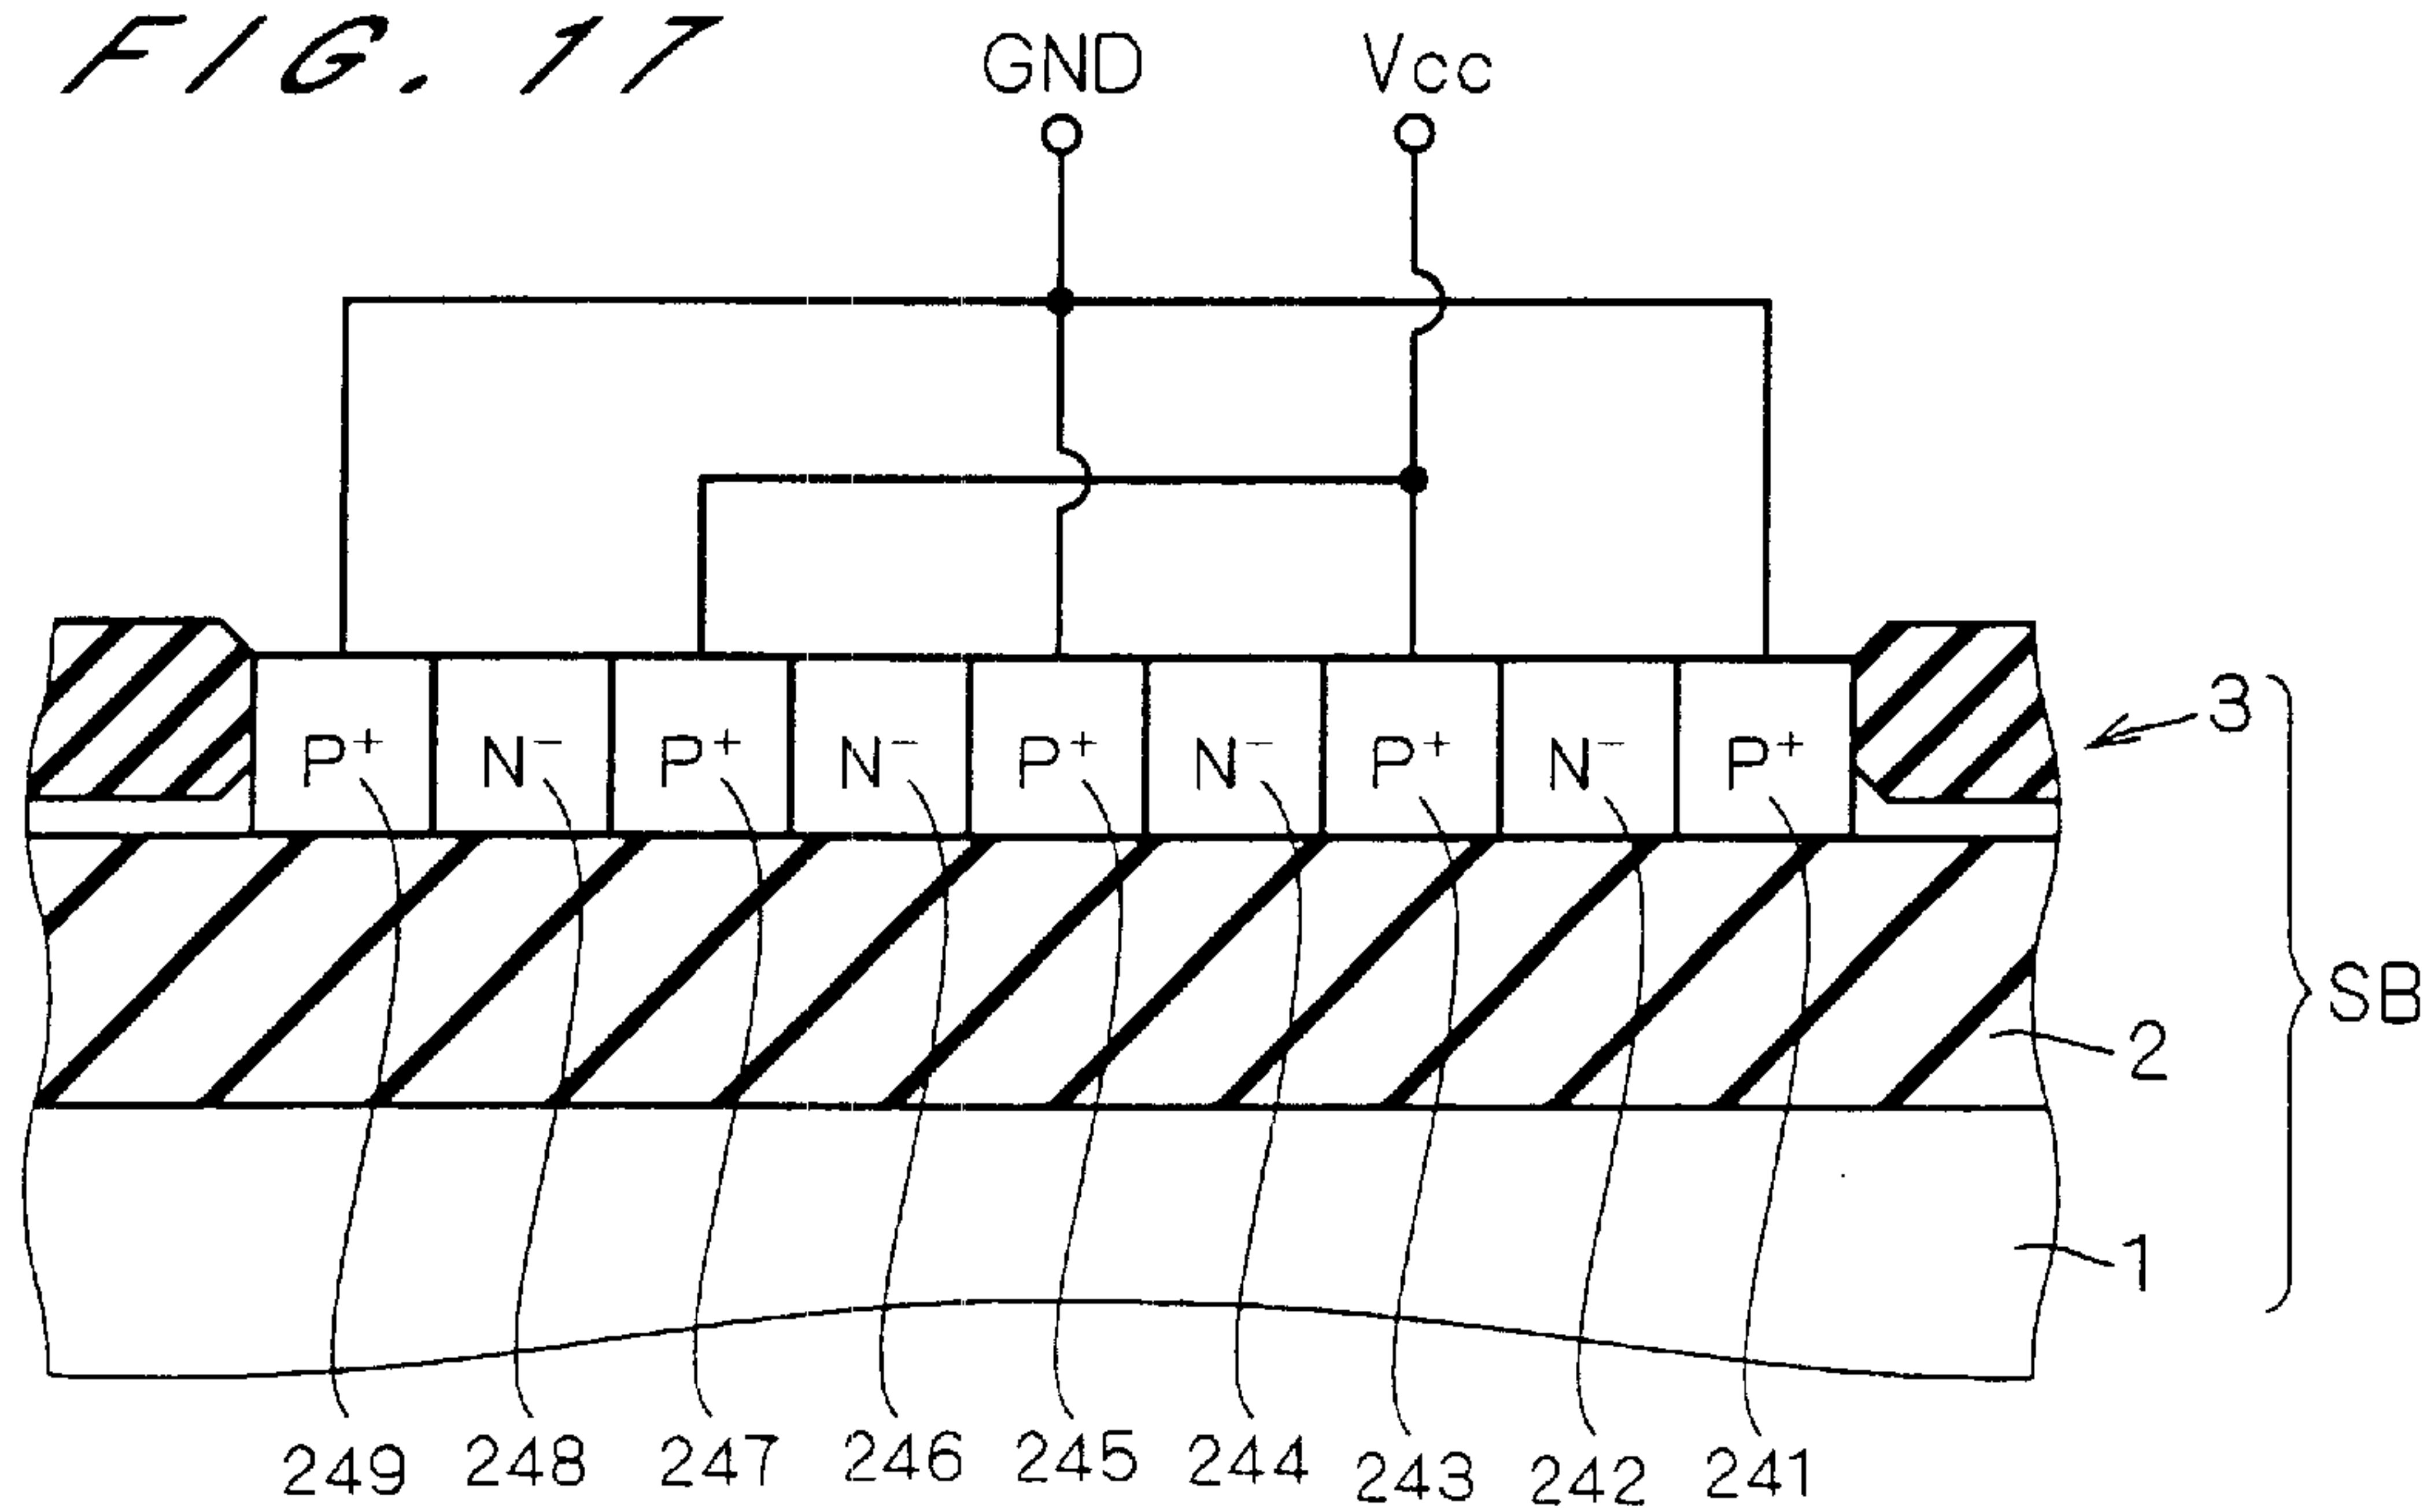 FIG. 17
GND Vcc
P+ N- P+ N- P+ N- P+ N- P+
3
SB
2
1
249 248 247 246 245 244 243 242 241